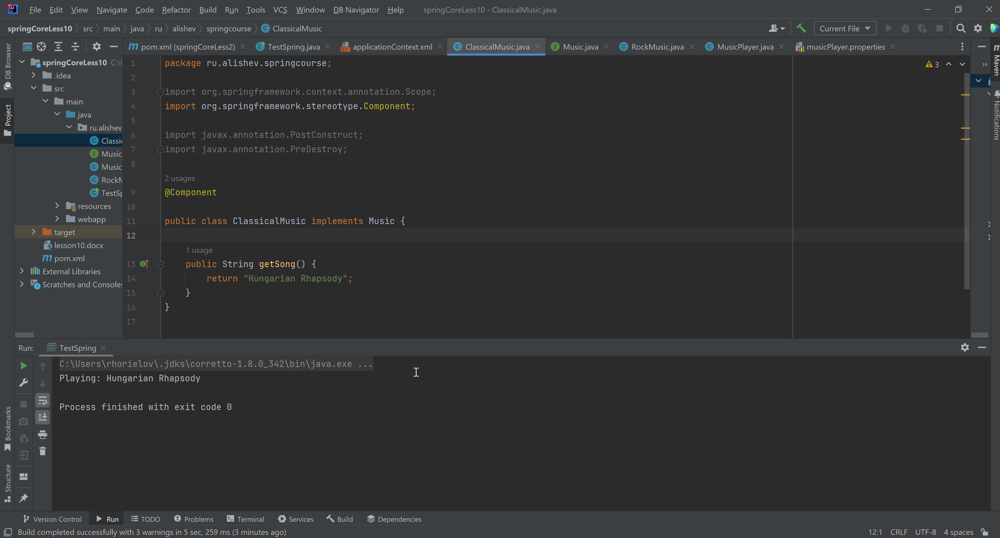 File Edit View Navigate Code Refactor Build Run Tools VCS Window DB Navigator Help springCoreLess10 - ClassicalMusic.java
springCoreLess10 src main java ru alishev springcourse ClassicalMusic Current File
pom.xml (springCoreLess2) TestSpring.java applicationContext.xml ClassicalMusic.java Music.java RockMusic.java MusicPlayer.java musicPlayer.properties
DB Browser
Project
Bookmarks
Structure
springCoreLess10 C:\
.idea
src
main
java
ru.alishev
Classic
Music
Music
RockM
TestSp
resources
webapp
target
lesson10.docx
pom.xml
External Libraries
Scratches and Consoles
1 package ru.alishev.springcourse;
2
3 import org.springframework.context.annotation.Scope;
4 import org.springframework.stereotype.Component;
5
6 import javax.annotation.PostConstruct;
7 import javax.annotation.PreDestroy;
8
2 usages
9 @Component
10
11 public class ClassicalMusic implements Music {
12
1 usage
13 public String getSong() {
14 return "Hungarian Rhapsody";
15 }
16 }
17
3
Maven
Notifications
Run: TestSpring
C:\Users\rhorielov\.jdks\corretto-1.8.0_342\bin\java.exe ...
Playing: Hungarian Rhapsody
Process finished with exit code 0
Version Control Run TODO Problems Terminal Services Build Dependencies
Build completed successfully with 3 warnings in 5 sec, 259 ms (3 minutes ago) 12:1 CRLF UTF-8 4 spaces